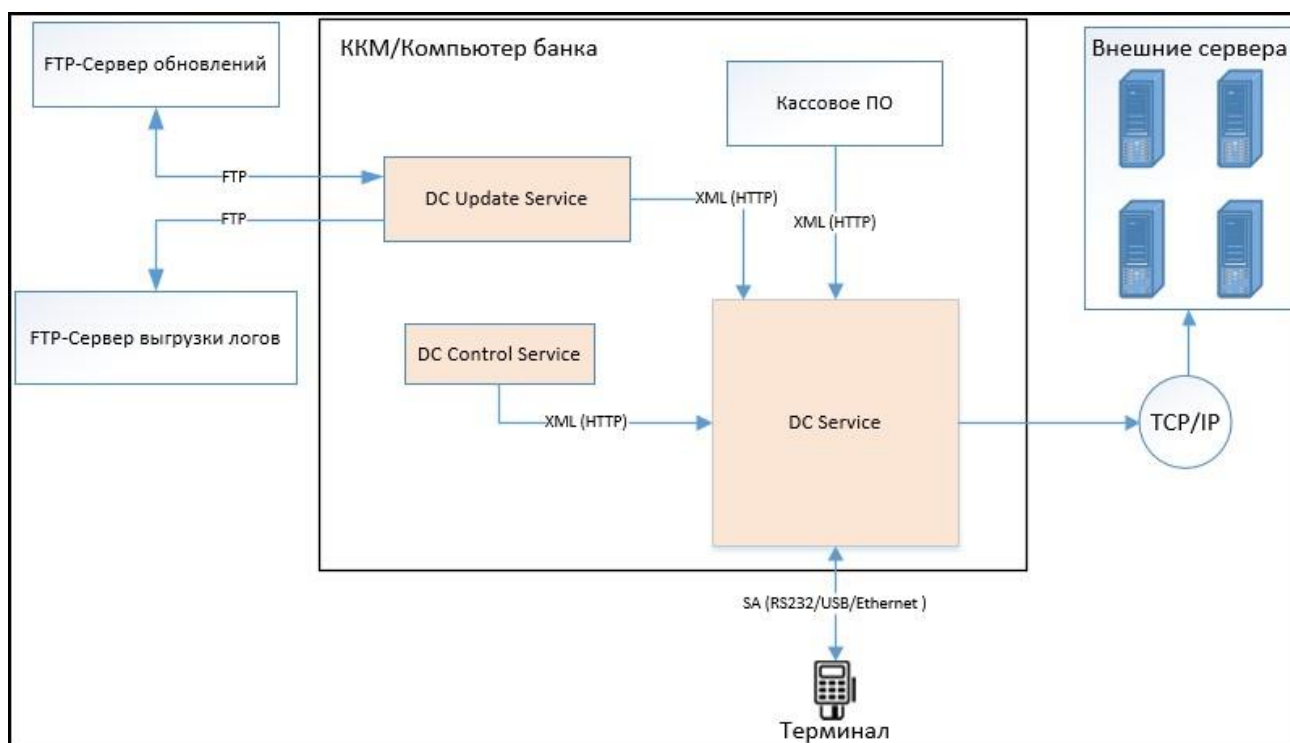 ККМ/Компьютер банка
Внешние сервера
FTP-Сервер обновлений
Кассовое ПО
FTP
DC Update Service
XML (HTTP)
FTP
XML (HTTP)
FTP-Сервер выгрузки логов
DC Control Service
XML (HTTP)
DC Service
TCP/IP
SA (RS232/USB/Ethernet )
Терминал